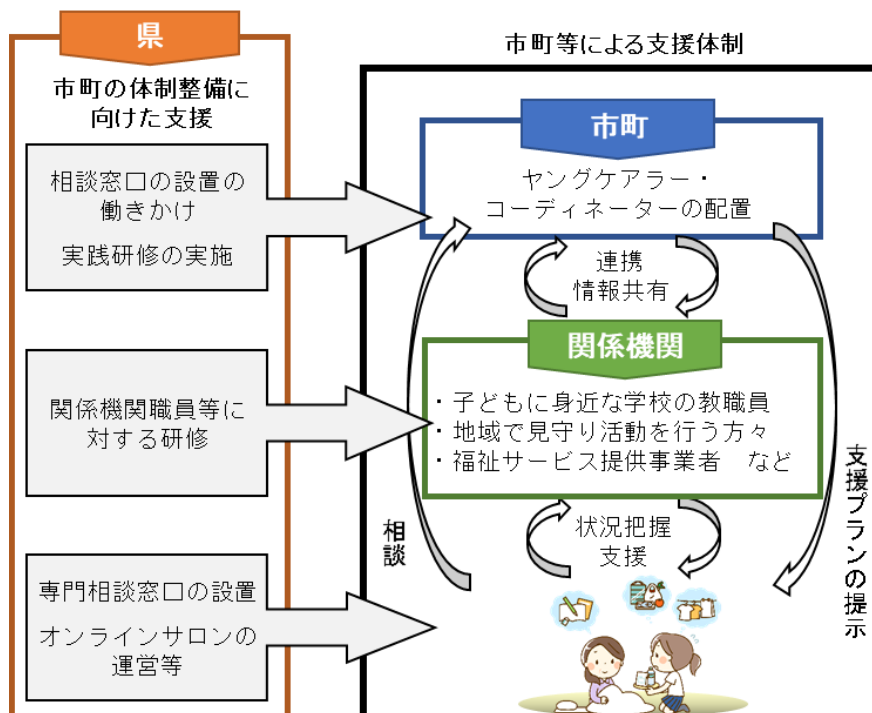 県
市町の体制整備に
向けた支援
相談窓口の設置の
働きかけ
実践研修の実施
関係機関職員等に
対する研修
専門相談窓口の設置
オンラインサロンの
運営等
市町等による支援体制
市町
ヤングケアラー・
コーディネーターの配置
連携
情報共有
関係機関
・子どもに身近な学校の教職員
・地域で見守り活動を行う方々
・福祉サービス提供事業者 など
状況把握
支援
相談
支援プランの提示